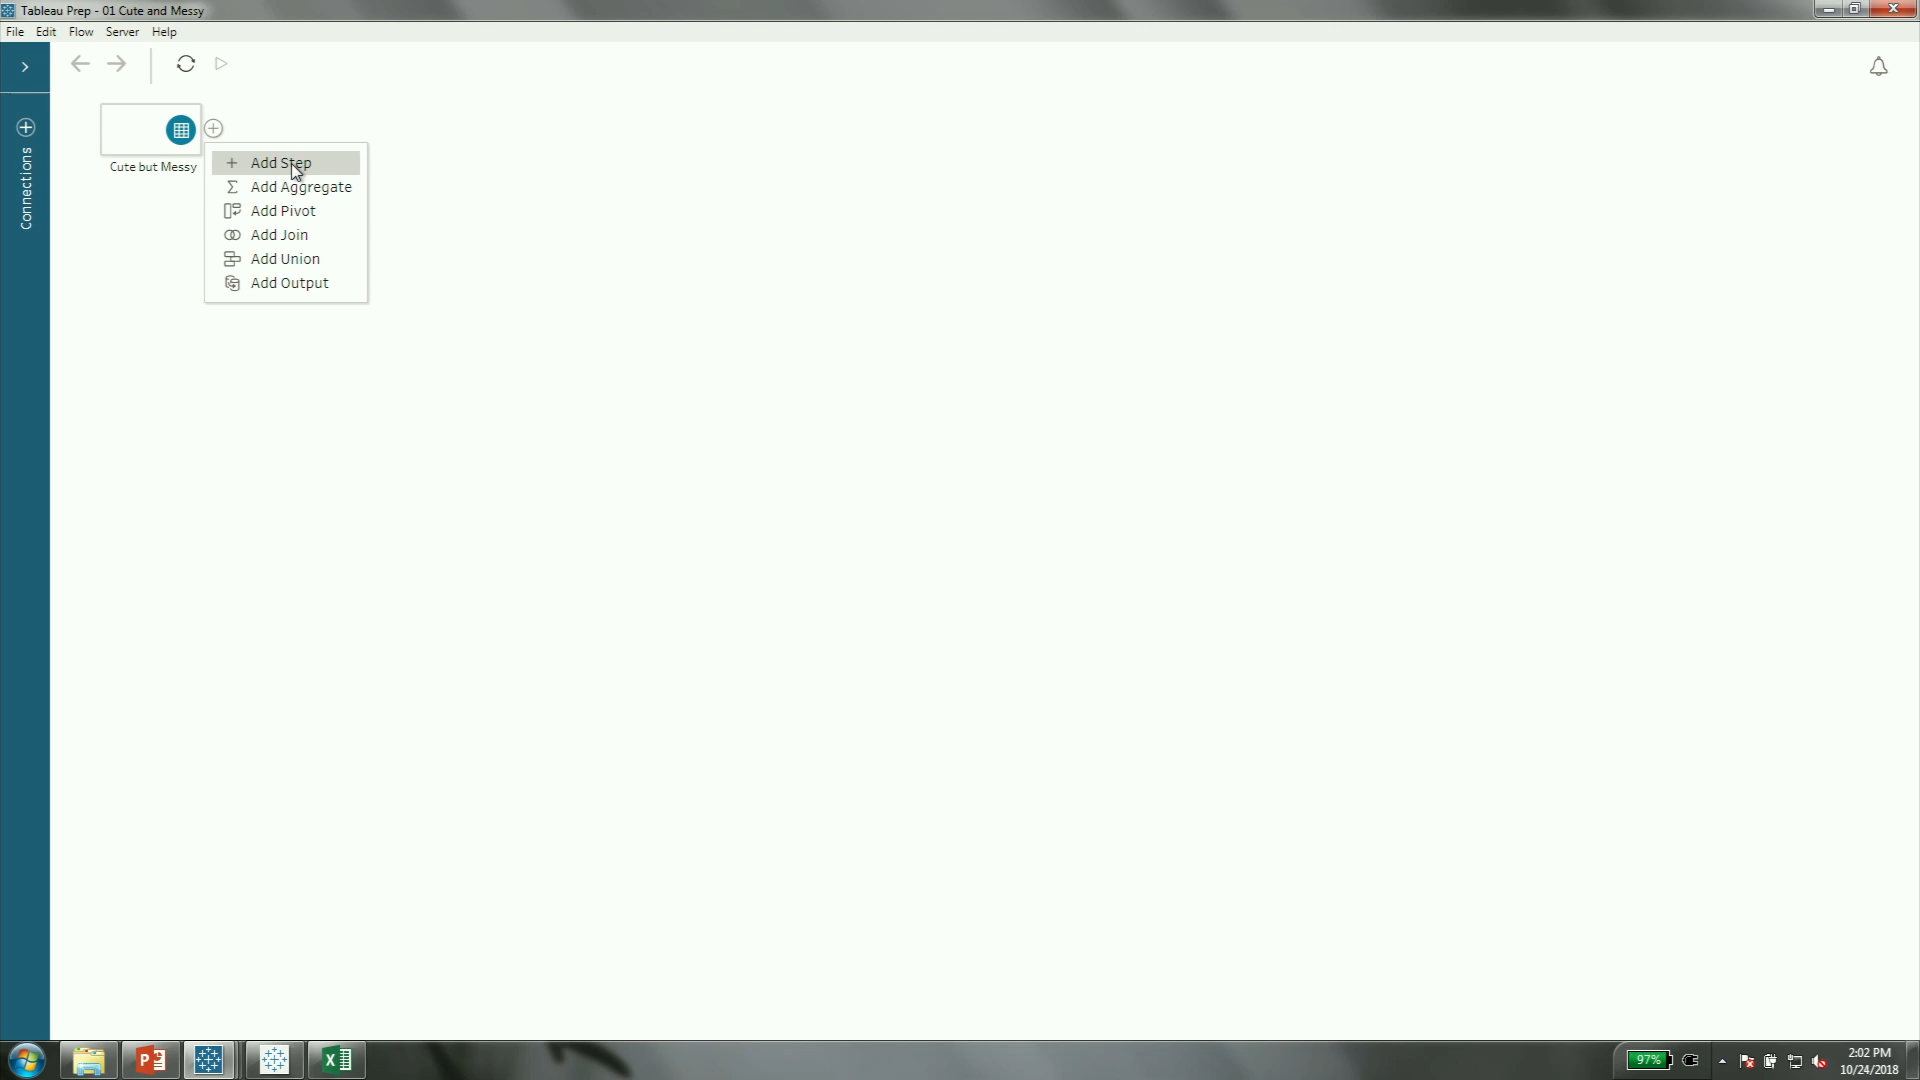 Tableau Prep - 01 Cute and Messy
File Edit Flow Server Help
Connections
Cute but Messy
Add Step
Add Aggregate
Add Pivot
Add Join
Add Union
Add Output
97%
2:02 PM
10/24/2018